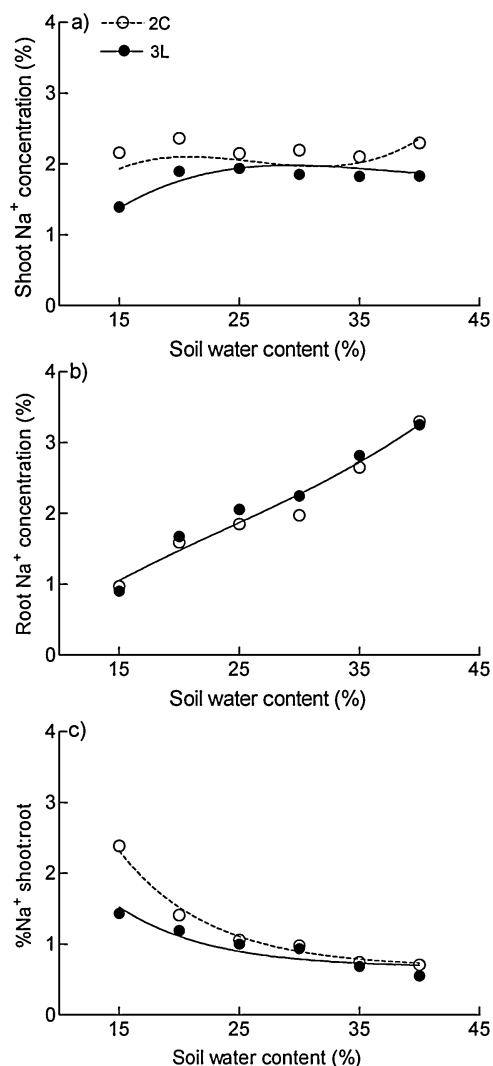 a)
2C
3L
Shoot Na⁺ concentration (%)
4
3
2
1
0
15 25 35 45
Soil water content (%)
b)
Root Na⁺ concentration (%)
4
3
2
1
0
15 25 35 45
Soil water content (%)
c)
%Na⁺ shoot:root
4
3
2
1
0
15 25 35 45
Soil water content (%)